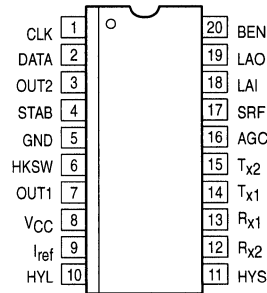 CLK 1 20 BEN
DATA 2 19 LAO
OUT2 3 18 LAI
STAB 4 17 SRF
GND 5 16 AGC
HKSW 6 15 Tx2
OUT1 7 14 Tx1
VCC 8 13 Rx1
Iref 9 12 Rx2
HYL 10 11 HYS